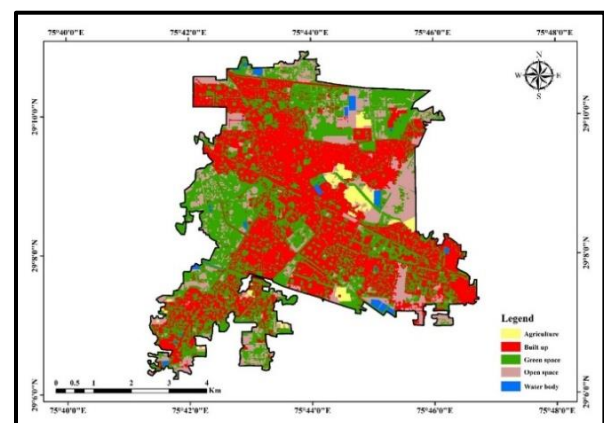 75°40'0"E 75°42'0"E 75°44'0"E 75°46'0"E 75°48'0"E
N
W E
S
29°10'0"N 29°10'0"N
29°8'0"N 29°8'0"N
29°6'0"N 29°6'0"N
Legend
Agriculture
Built up
Green space
Open space
Water body
0 0.5 1 2 3 4
Km
75°40'0"E 75°42'0"E 75°44'0"E 75°46'0"E 75°48'0"E